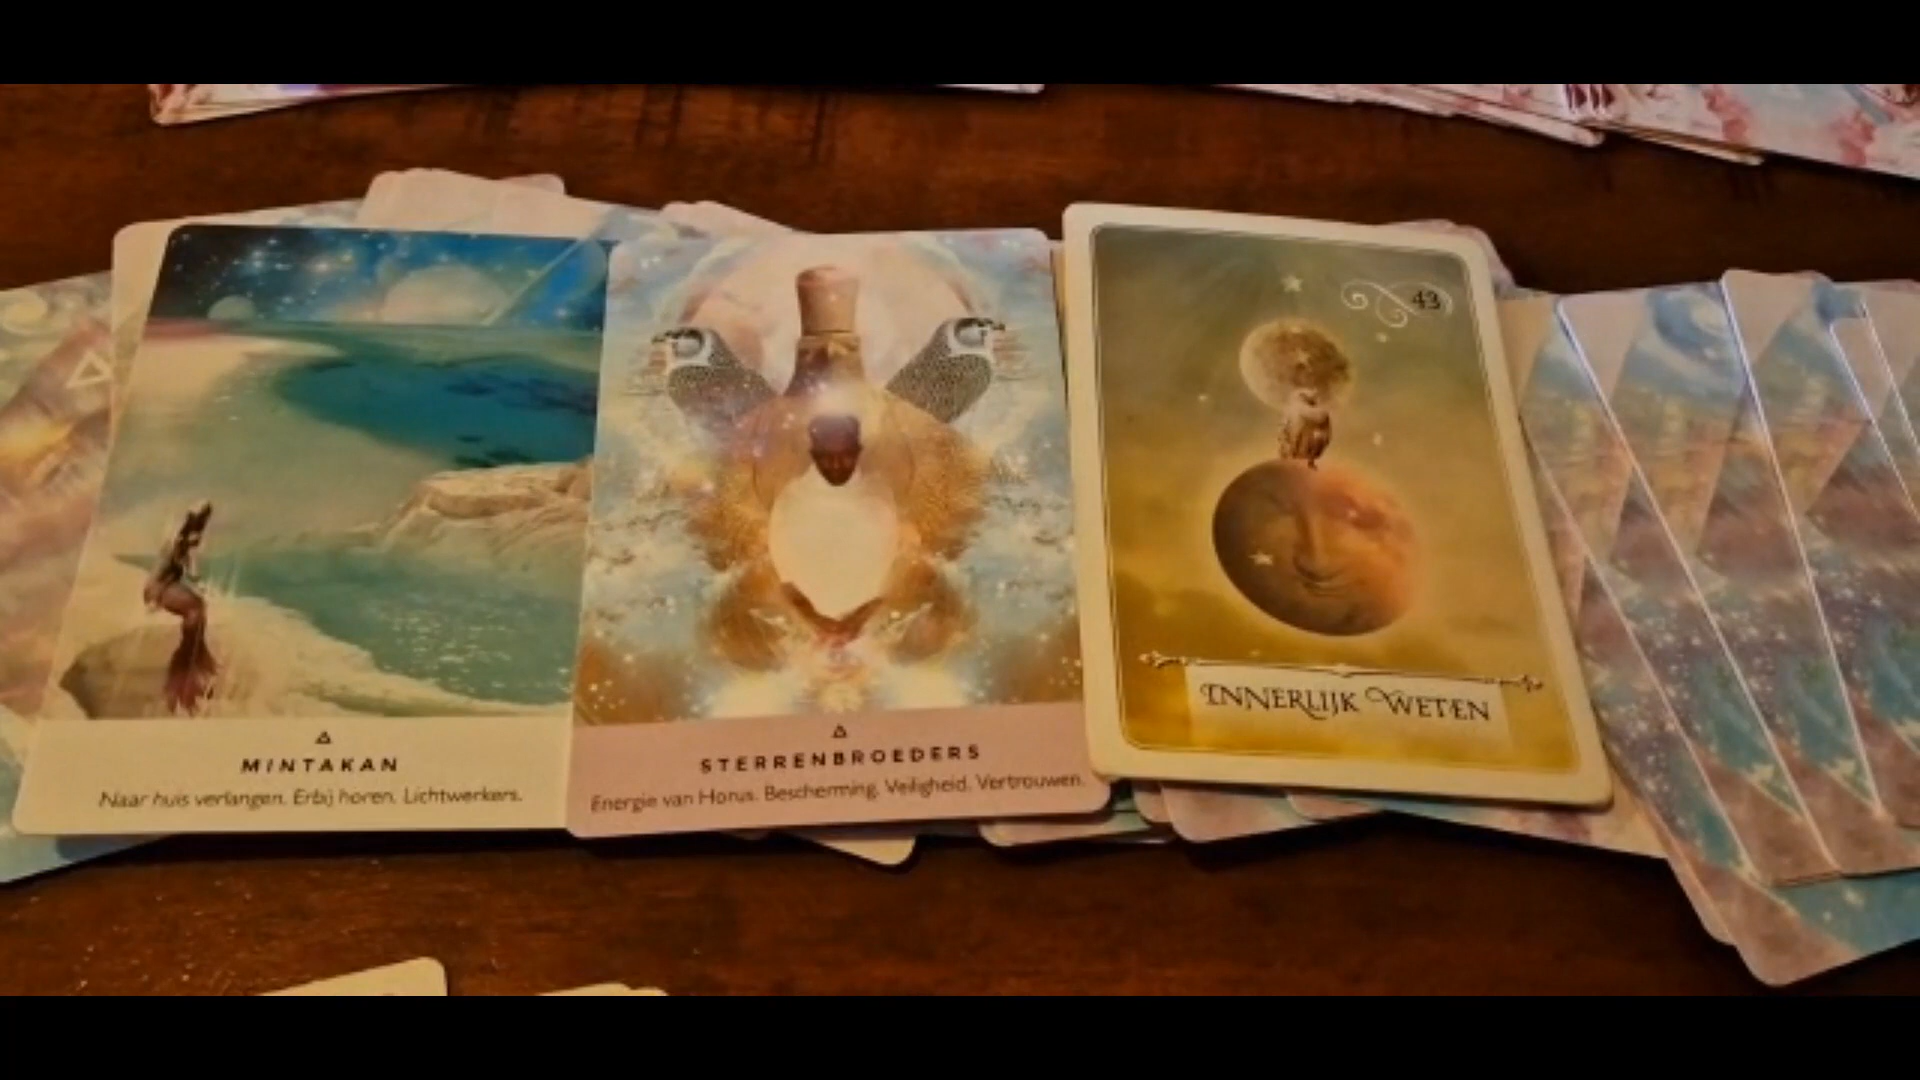 MINTAKAN
Naar huis verlangen. Erbij horen. Lichtwerkers.
STERRENBROEDERS
Energie van Horus. Bescherming. Veiligheid. Vertrouwen.
43
INNERLIJK WETEN